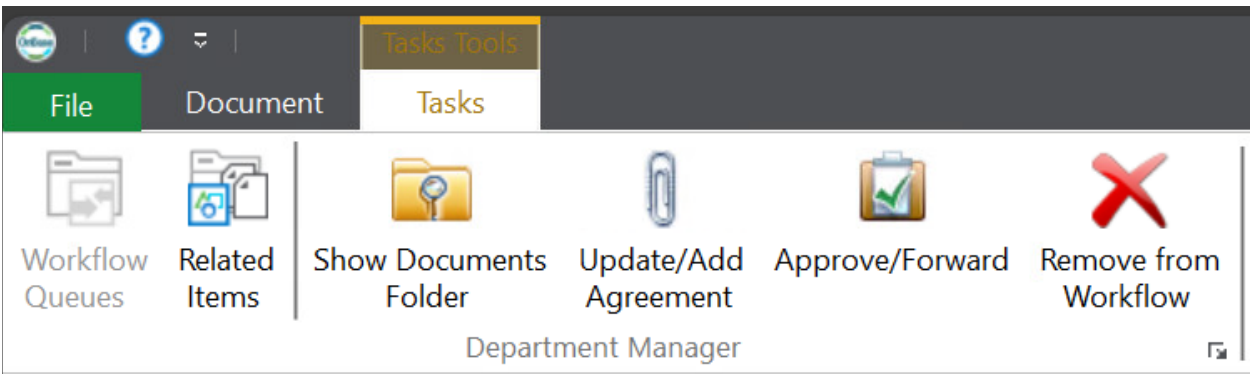 OnBase
Tasks Tools
File Document Tasks
Workflow Related Show Documents Update/Add Approve/Forward Remove from
Queues Items Folder Agreement Workflow
Department Manager